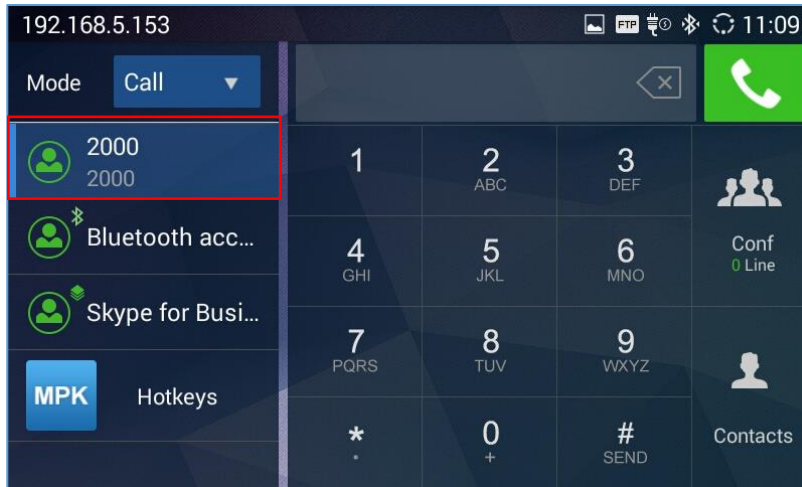 192.168.5.153
FTP
11:09
Mode
Call
2000
2000
Bluetooth acc...
Skype for Busi...
MPK
Hotkeys
1
2
ABC
3
DEF
4
GHI
5
JKL
6
MNO
7
PQRS
8
TUV
9
WXYZ
*
.
0
+
#
SEND
Conf
0 Line
Contacts